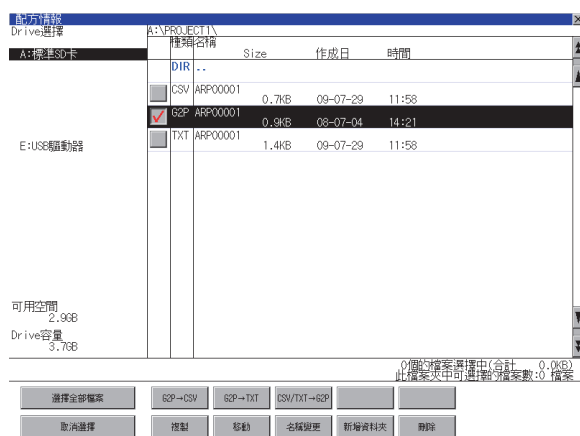 配方情報
Drive選擇
A:\PROJECT1\
A:標準SD卡
種類 名稱
Size 作成日 時間
DIR ..
CSV ARP00001
0.7KB 09-07-29 11:58
G2P ARP00001
0.9KB 08-07-04 14:21
TXT ARP00001
1.4KB 09-07-29 11:58
E:USB驅動器
可用空間
2.9GB
Drive容量
3.7GB
0個的檔案選擇中(合計 0.0KB)
此檔案夾中可選擇的檔案數:0 檔案
選擇全部檔案 G2P→CSV G2P→TXT CSV/TXT→G2P
取消選擇 複製 移動 名稱變更 新增資料夾 刪除